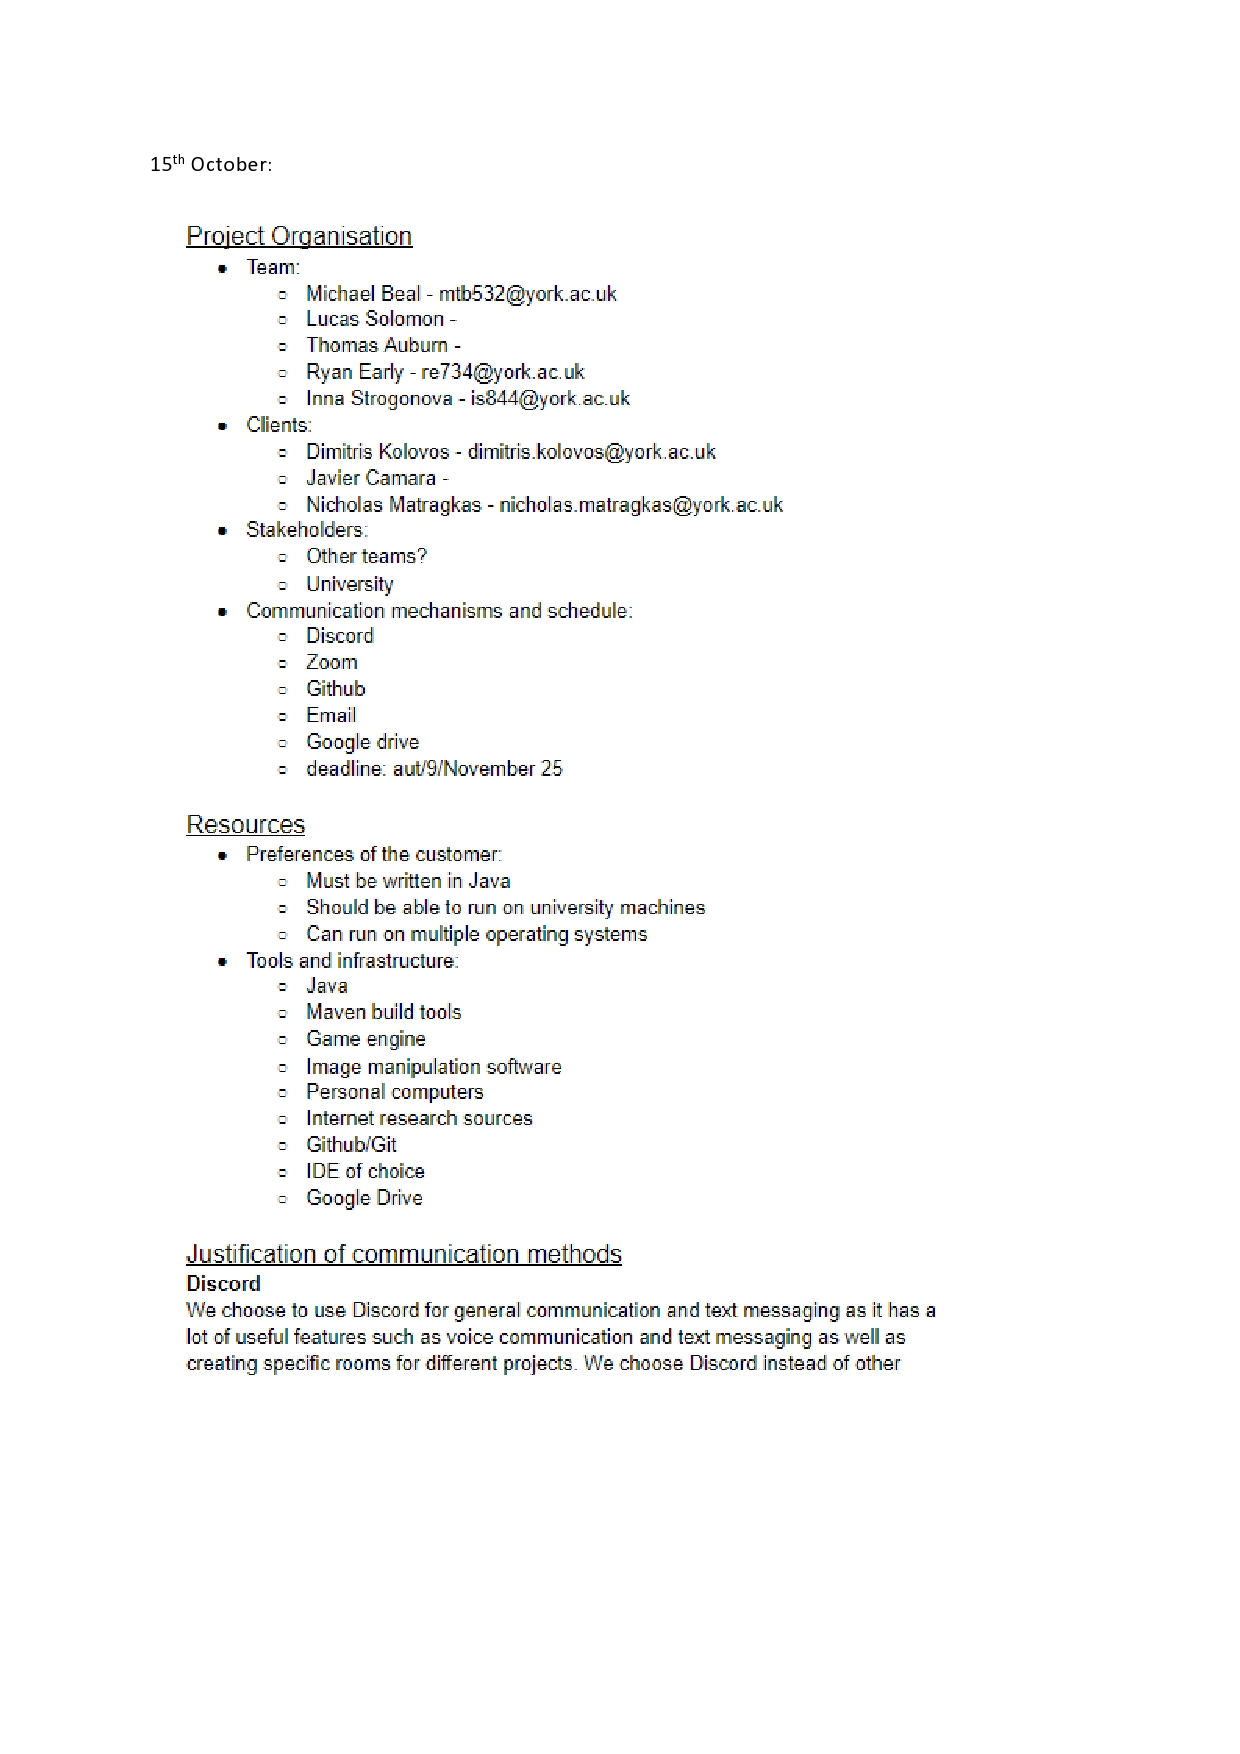 15th October:
Project Organisation
● Team:
○ Michael Beal - mtb532@york.ac.uk
○ Lucas Solomon -
○ Thomas Auburn -
○ Ryan Early - re734@york.ac.uk
○ Inna Strogonova - is844@york.ac.uk
● Clients:
○ Dimitris Kolovos - dimitris.kolovos@york.ac.uk
○ Javier Camara -
○ Nicholas Matragkas - nicholas.matragkas@york.ac.uk
● Stakeholders:
○ Other teams?
○ University
● Communication mechanisms and schedule:
○ Discord
○ Zoom
○ Github
○ Email
○ Google drive
○ deadline: aut/9/November 25
Resources
● Preferences of the customer:
○ Must be written in Java
○ Should be able to run on university machines
○ Can run on multiple operating systems
● Tools and infrastructure:
○ Java
○ Maven build tools
○ Game engine
○ Image manipulation software
○ Personal computers
○ Internet research sources
○ Github/Git
○ IDE of choice
○ Google Drive
Justification of communication methods
Discord
We choose to use Discord for general communication and text messaging as it has a
lot of useful features such as voice communication and text messaging as well as
creating specific rooms for different projects. We choose Discord instead of other